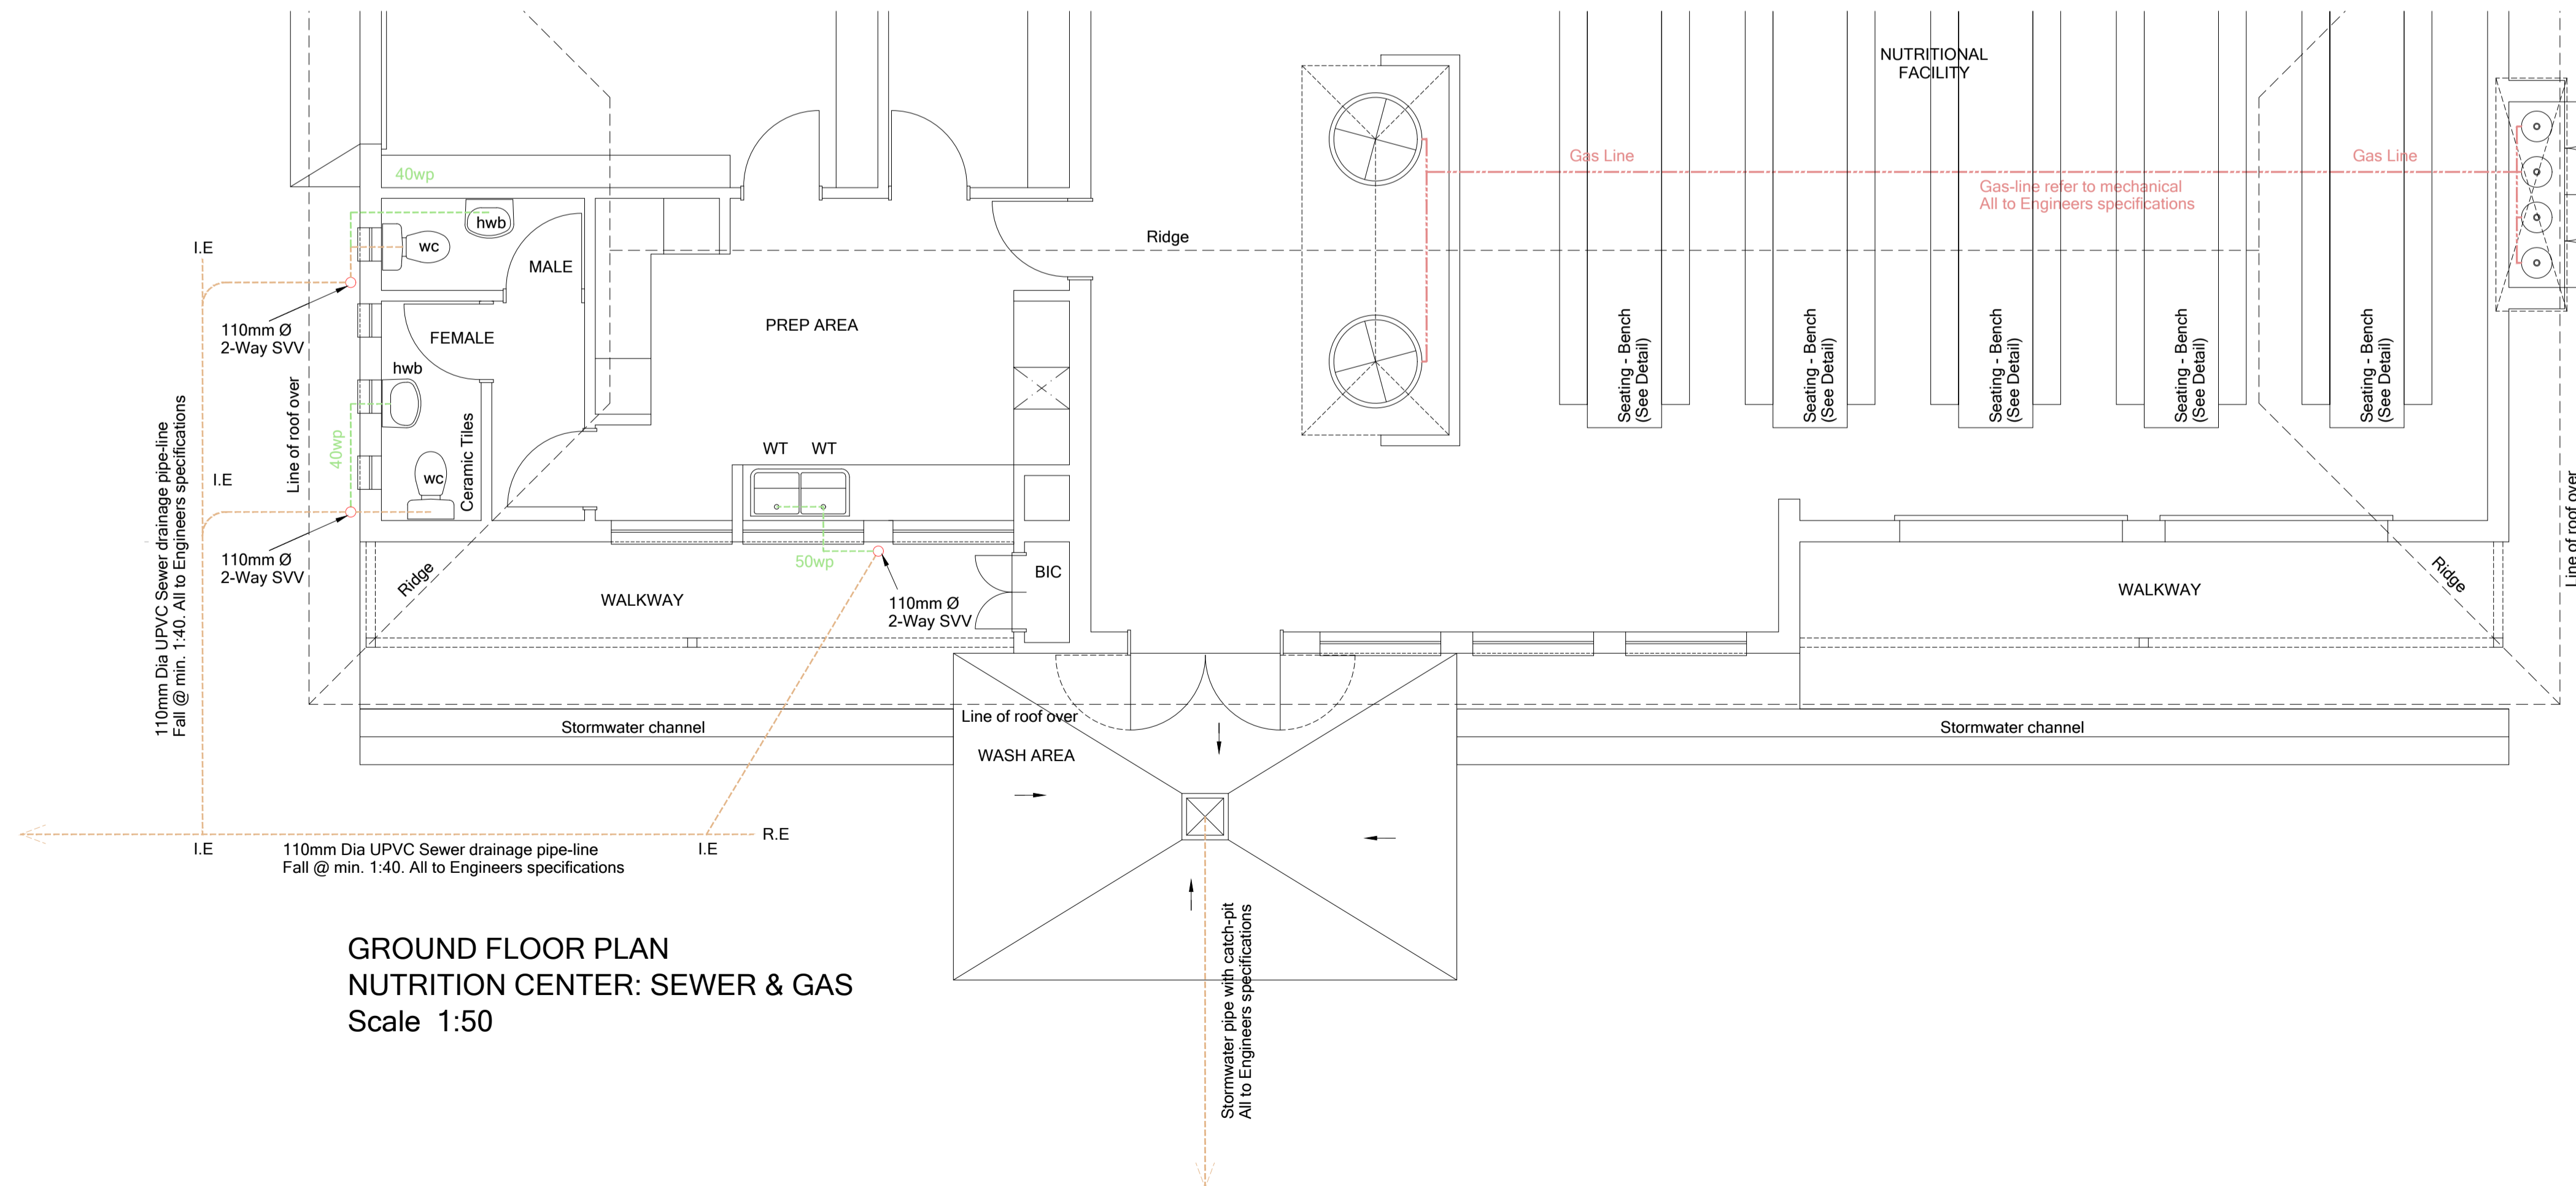 NUTRITIONAL
FACILITY
Gas Line
Gas Line
Gas-line refer to mechanical
All to Engineers specifications
40wp
hwb
wc
MALE
I.E
Ridge
110mm Ø
2-Way SVV
FEMALE
PREP AREA
hwb
Line of roof over
110mm Dia UPVC Sewer drainage pipe-line
Fall @ min. 1:40. All to Engineers specifications
40wp
Ceramic Tiles
wc
I.E
WT
WT
Seating - Bench
(See Detail)
Seating - Bench
(See Detail)
Seating - Bench
(See Detail)
Seating - Bench
(See Detail)
Seating - Bench
(See Detail)
Line of roof over
110mm Ø
2-Way SVV
Ridge
50wp
BIC
WALKWAY
110mm Ø
2-Way SVV
WALKWAY
Ridge
Line of roof over
Stormwater channel
Stormwater channel
WASH AREA
R.E
I.E
I.E
110mm Dia UPVC Sewer drainage pipe-line
Fall @ min. 1:40. All to Engineers specifications
Stormwater pipe with catch-pit
All to Engineers specifications
GROUND FLOOR PLAN
NUTRITION CENTER: SEWER & GAS
Scale 1:50